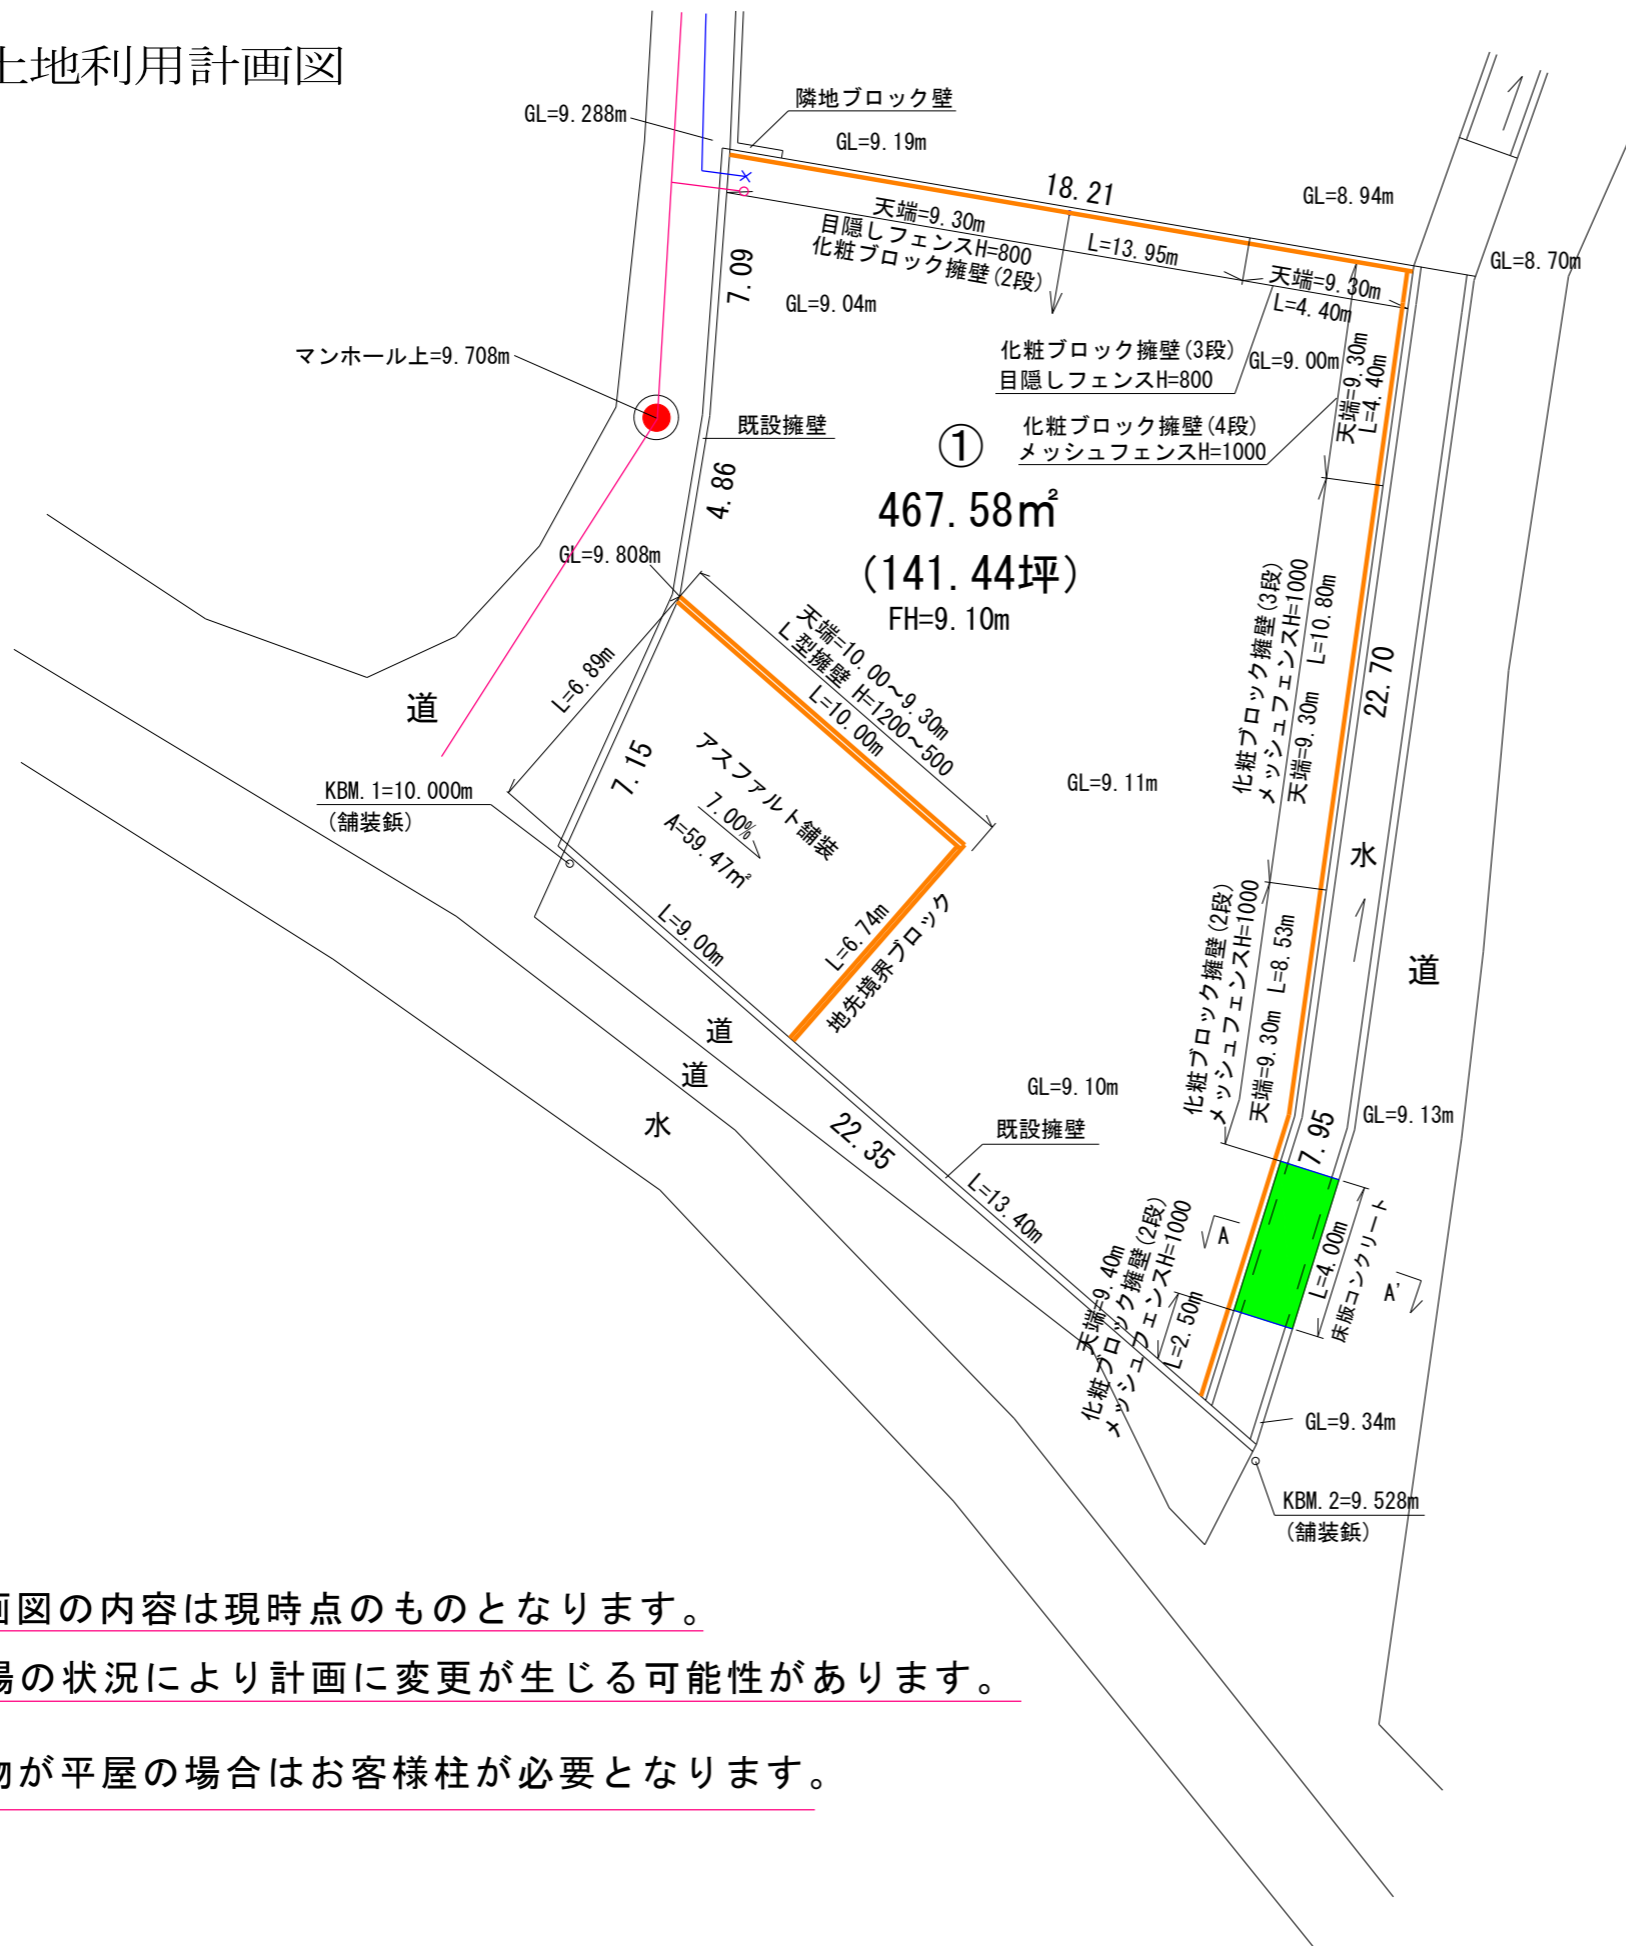 土地利用計画図
隣地ブロック壁
GL=9.288m
GL=9.19m
18.21
GL=8.94m
GL=8.70m
天端=9.30m
目隠しフェンスH=800
化粧ブロック擁壁(2段)
L=13.95m
天端=9.30m
L=4.40m
7.09
GL=9.04m
マンホール上=9.708m
化粧ブロック擁壁(3段)
目隠しフェンスH=800
GL=9.00m
天端=9.30m
L=4.40m
既設擁壁
①
化粧ブロック擁壁(4段)
メッシュフェンスH=1000
4.86
467.58㎡
(141.44坪)
FH=9.10m
GL=9.808m
天端=10.00~9.30m
L型擁壁 H=1200~500
L=10.00m
L=6.89m
化粧ブロック擁壁(3段)
メッシュフェンスH=1000
天端=9.30m L=10.80m
22.70
道
7.15
アスファルト舗装
7.00%
A=59.47㎡
GL=9.11m
KBM.1=10.000m
(舗装鋲)
水
L=9.00m
L=6.74m
地先境界ブロック
化粧ブロック擁壁(2段)
メッシュフェンスH=1000
天端=9.30m L=8.53m
道
道
道
水
GL=9.10m
22.35
既設擁壁
GL=9.13m
7.95
L=13.40m
天端=9.40m
化粧ブロック擁壁(2段)
メッシュフェンスH=1000
L=2.50m
A
L=4.00m
床版コンクリート
A'
GL=9.34m
KBM.2=9.528m
(舗装鋲)
画図の内容は現時点のものとなります。
場の状況により計画に変更が生じる可能性があります。
物が平屋の場合はお客様柱が必要となります。